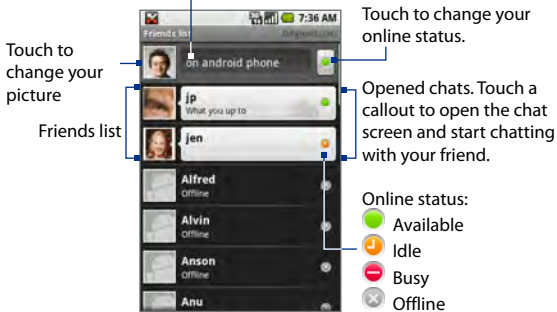 7:36 AM
Friends list
on android phone
jp
What you up to
jen
Alfred
Offline
Alvin
Offline
Anson
Offline
Anu
Touch to
change your
picture
Friends list
Touch to change your
online status.
Opened chats. Touch a
callout to open the chat
screen and start chatting
with your friend.
Online status:
Available
Idle
Busy
Offline